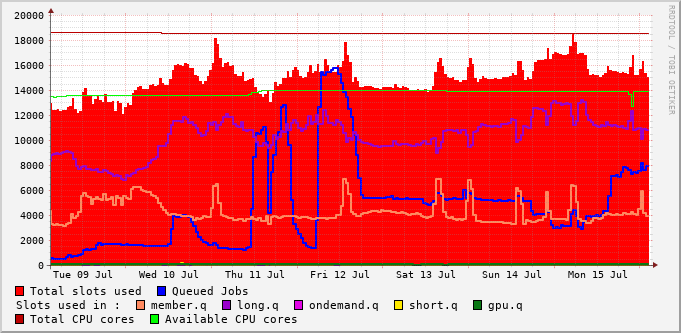 RRDTOOL / TOBI OETIKER
20000
18000
16000
14000
12000
10000
8000
6000
4000
2000
0
Tue 09 Jul Wed 10 Jul Thu 11 Jul Fri 12 Jul Sat 13 Jul Sun 14 Jul Mon 15 Jul
Total slots used Queued Jobs
Slots used in : member.q long.q ondemand.q short.q gpu.q
Total CPU cores Available CPU cores